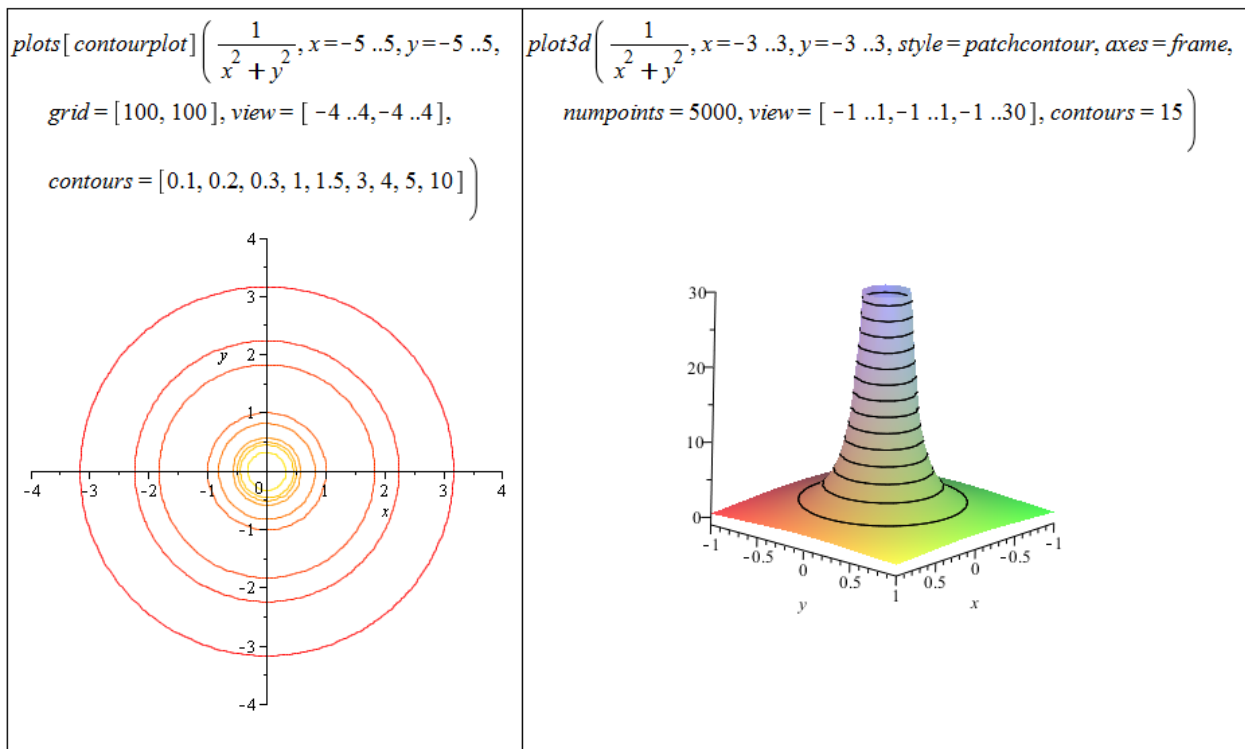 plots[contourplot](1/(x^2 + y^2), x=-5 ..5, y=-5 ..5,
grid = [100, 100], view = [ -4 ..4,-4 ..4],
contours = [0.1, 0.2, 0.3, 1, 1.5, 3, 4, 5, 10])
4
3
y
2
1
-4 -3 -2 -1 0 1 2 3 4
x
-1
-2
-3
-4
plot3d(1/(x^2 + y^2), x=-3 ..3, y=-3 ..3, style=patchcontour, axes=frame,
numpoints = 5000, view = [ -1 ..1,-1 ..1,-1 ..30], contours = 15)
30
20
10
0
-1 -0.5 0 0.5 1
y
0.5 0 -0.5 -1
x